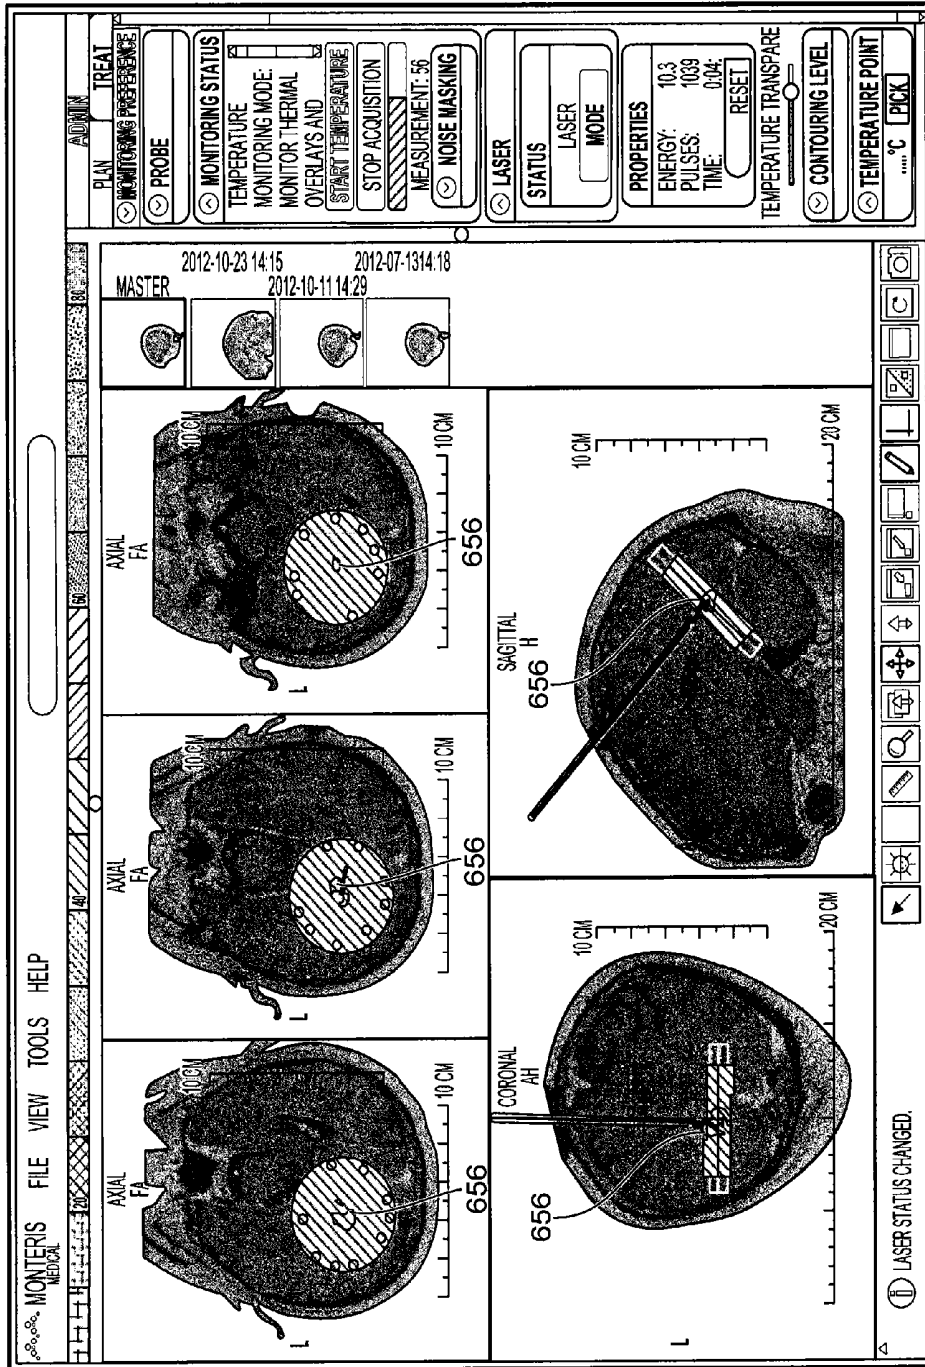 MONTERIS
MEDICAL
FILE VIEW TOOLS HELP
20
40
60
80
ADMIN
PLAN
TREAT
MONITORING PREFERENCE
PROBE
MONITORING STATUS
TEMPERATURE
MONITORING MODE:
MONITOR THERMAL
OVERLAYS AND
START TEMPERATURE
STOP ACQUISITION
MEASUREMENT: 56
NOISE MASKING
LASER
STATUS
LASER
MODE
PROPERTIES
ENERGY: 10.3
PULSES: 1039
TIME: 0:04:
RESET
TEMPERATURE TRANSPARE
CONTOURING LEVEL
TEMPERATURE POINT
.....°C PICK
AXIAL
FA
10 CM
L
10 CM
656
AXIAL
FA
10 CM
L
10 CM
656
AXIAL
FA
10 CM
L
10 CM
656
MASTER
2012-10-23 14:15
2012-10-11 14:29
2012-07-1314:18
CORONAL
AH
10 CM
656
L
20 CM
SAGITTAL
H
10 CM
656
20 CM
LASER STATUS CHANGED.